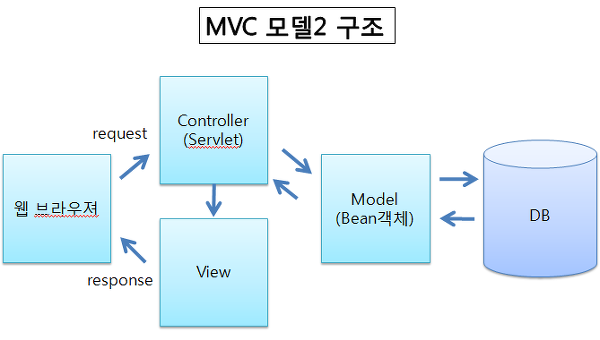 MVC 모델2 구조
Controller
(Servlet)
request
웹 브라우져
Model
(Bean객체)
DB
View
response